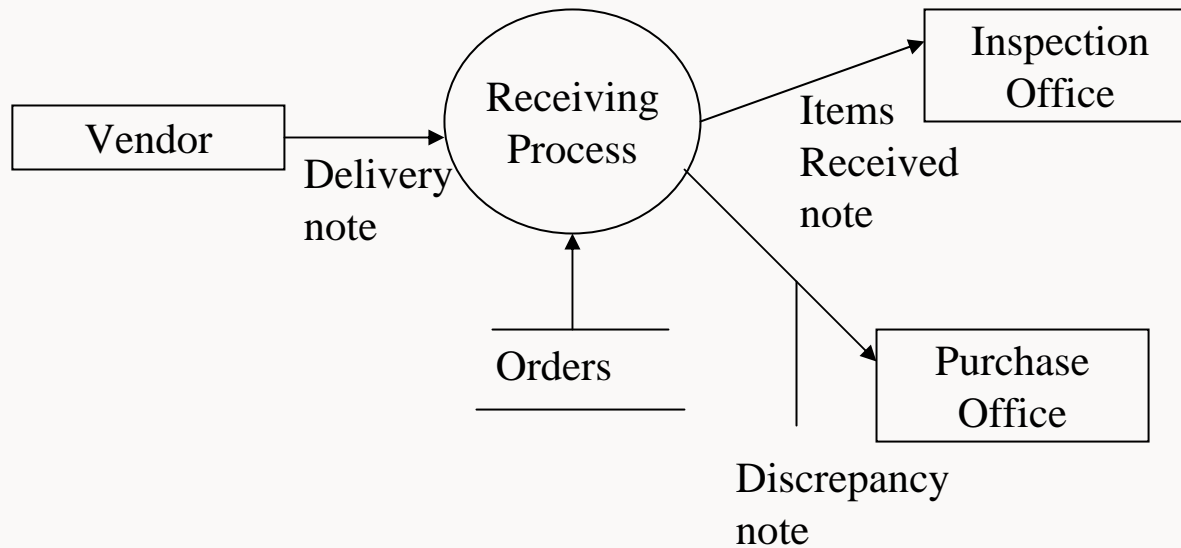 Vendor
Delivery
note
Receiving
Process
Orders
Items
Received
note
Inspection
Office
Purchase
Office
Discrepancy
note